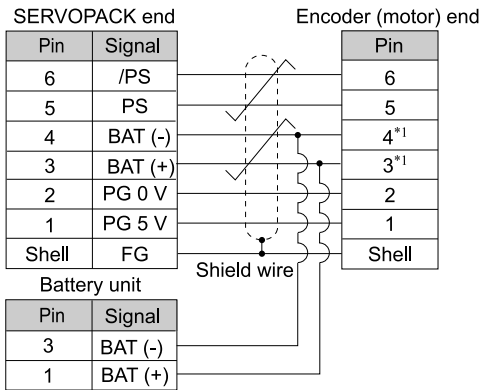 SERVOPACK end Encoder (motor) end
Pin Signal Pin
6 /PS 6
5 PS 5
4 BAT (-) 4*1
3 BAT (+) 3*1
2 PG 0 V 2
1 PG 5 V 1
Shell FG Shell
Shield wire
Battery unit
Pin Signal
3 BAT (-)
1 BAT (+)